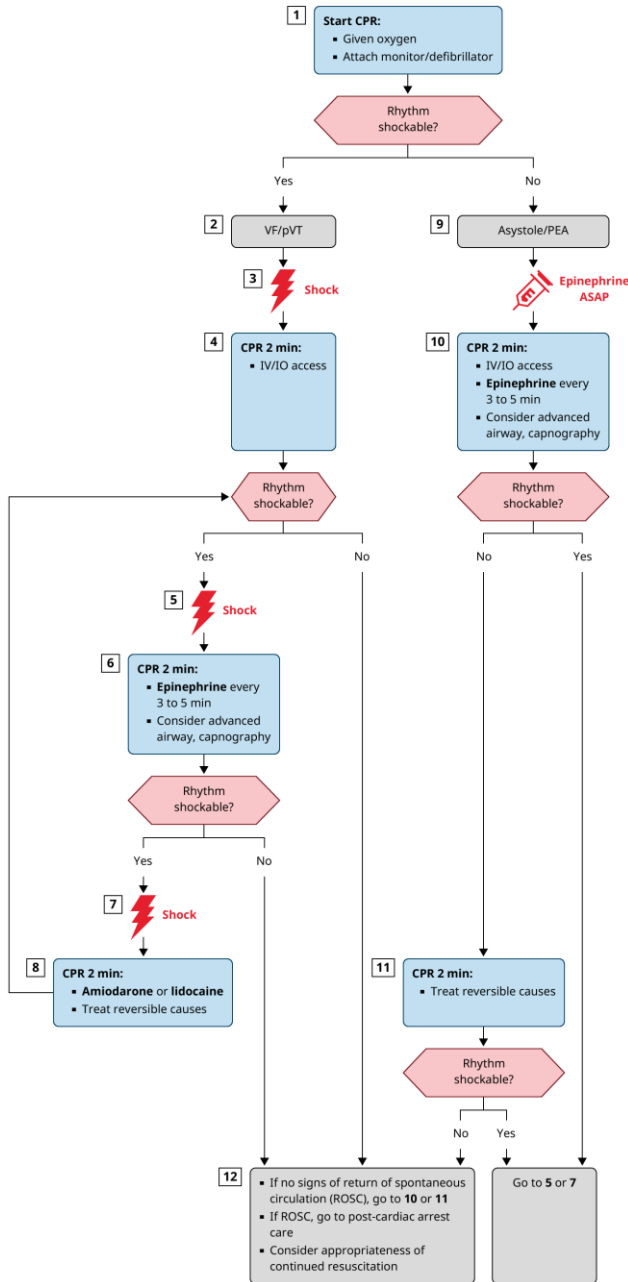 1
Start CPR:
▪ Given oxygen
▪ Attach monitor/defibrillator
Rhythm
shockable?
Yes
No
2
VF/pVT
9
Asystole/PEA
3
Shock
Epinephrine
ASAP
4
CPR 2 min:
▪ IV/IO access
10
CPR 2 min:
▪ IV/IO access
▪ Epinephrine every
3 to 5 min
▪ Consider advanced
airway, capnography
Rhythm
shockable?
Rhythm
shockable?
Yes
No
No
Yes
5
Shock
6
CPR 2 min:
▪ Epinephrine every
3 to 5 min
▪ Consider advanced
airway, capnography
Rhythm
shockable?
Yes
No
7
Shock
8
CPR 2 min:
▪ Amiodarone or lidocaine
▪ Treat reversible causes
11
CPR 2 min:
▪ Treat reversible causes
Rhythm
shockable?
No
Yes
12
▪ If no signs of return of spontaneous
circulation (ROSC), go to 10 or 11
▪ If ROSC, go to post-cardiac arrest
care
▪ Consider appropriateness of
continued resuscitation
Go to 5 or 7